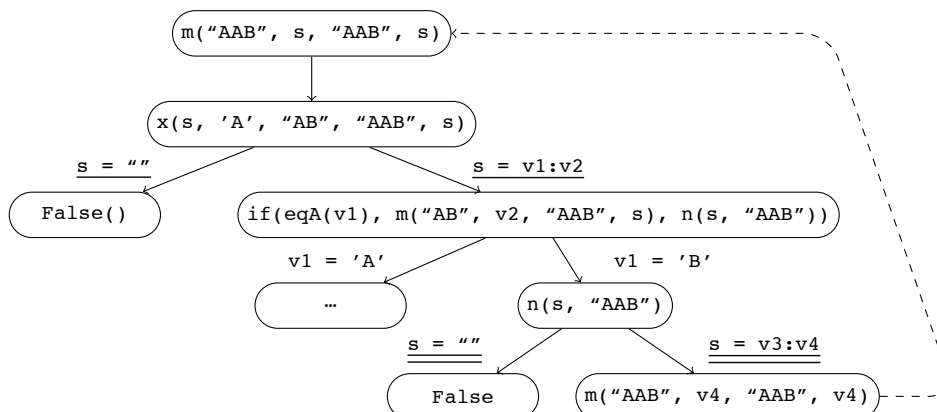 m(“AAB”, s, “AAB”, s)
x(s, ’A’, “AB”, “AAB”, s)
s = “”
s = v1:v2
False()
if(eqA(v1), m(“AB”, v2, “AAB”, s), n(s, “AAB”))
v1 = ’A’
v1 = ’B’
…
n(s, “AAB”)
s = “”
s = v3:v4
False
m(“AAB”, v4, “AAB”, v4)